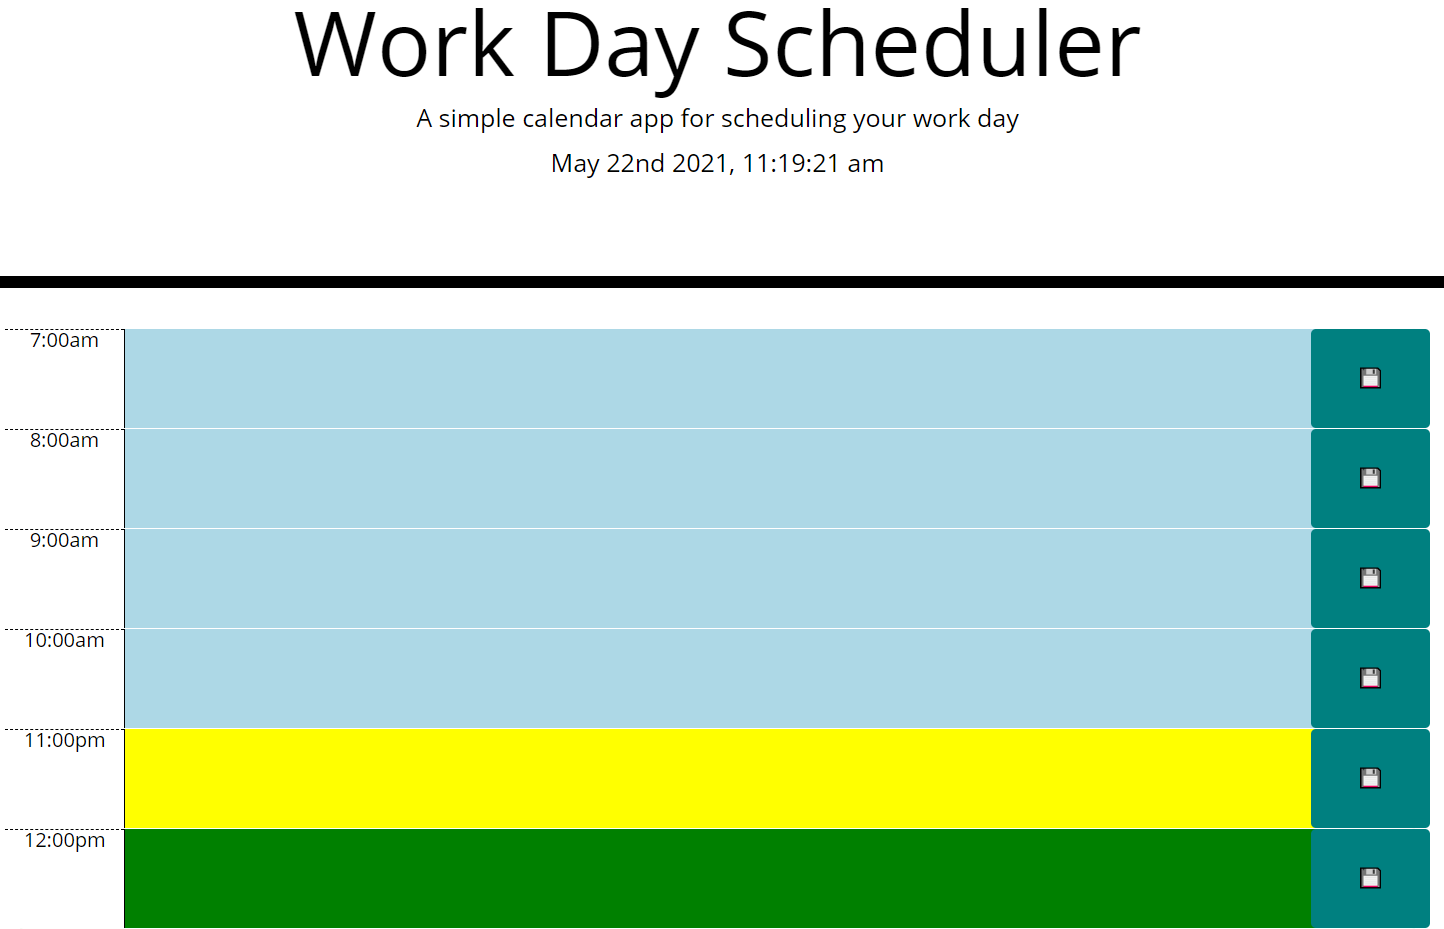 Work Day Scheduler
A simple calendar app for scheduling your work day
May 22nd 2021, 11:19:21 am
7:00am
8:00am
9:00am
10:00am
11:00pm
12:00pm